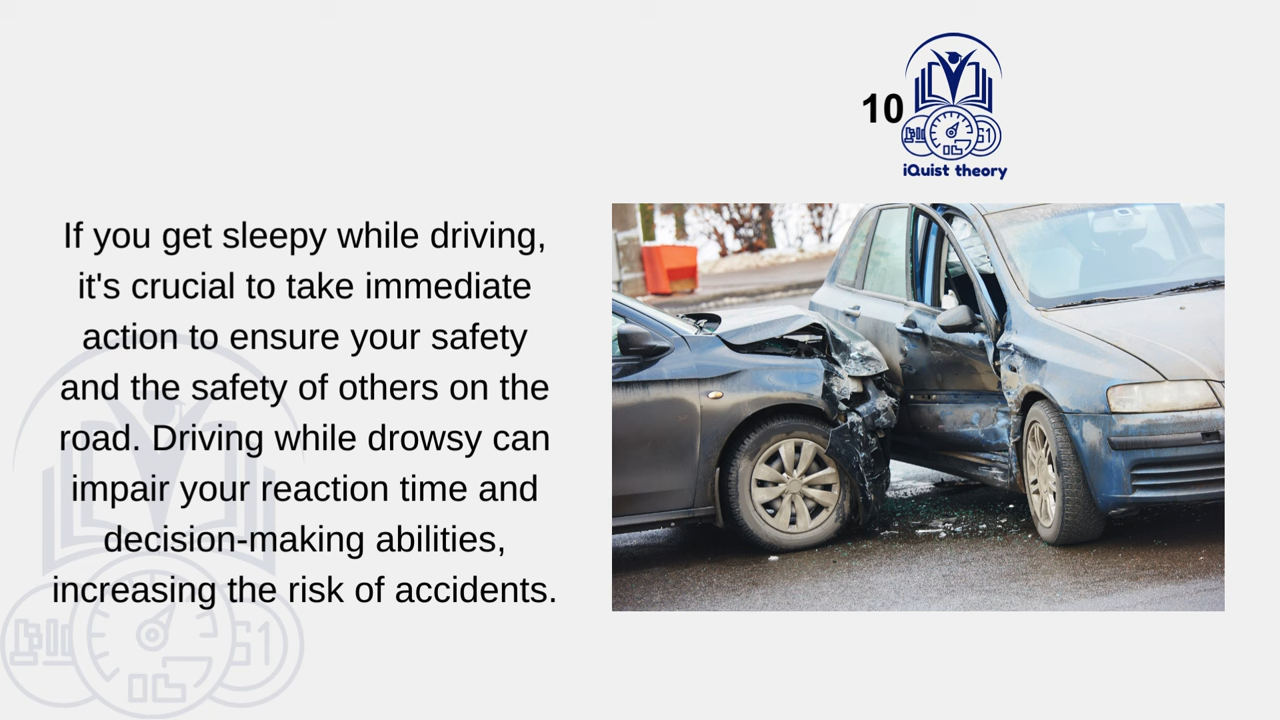 10
iQuist theory
If you get sleepy while driving,
it's crucial to take immediate
action to ensure your safety
and the safety of others on the
road. Driving while drowsy can
impair your reaction time and
decision-making abilities,
increasing the risk of accidents.